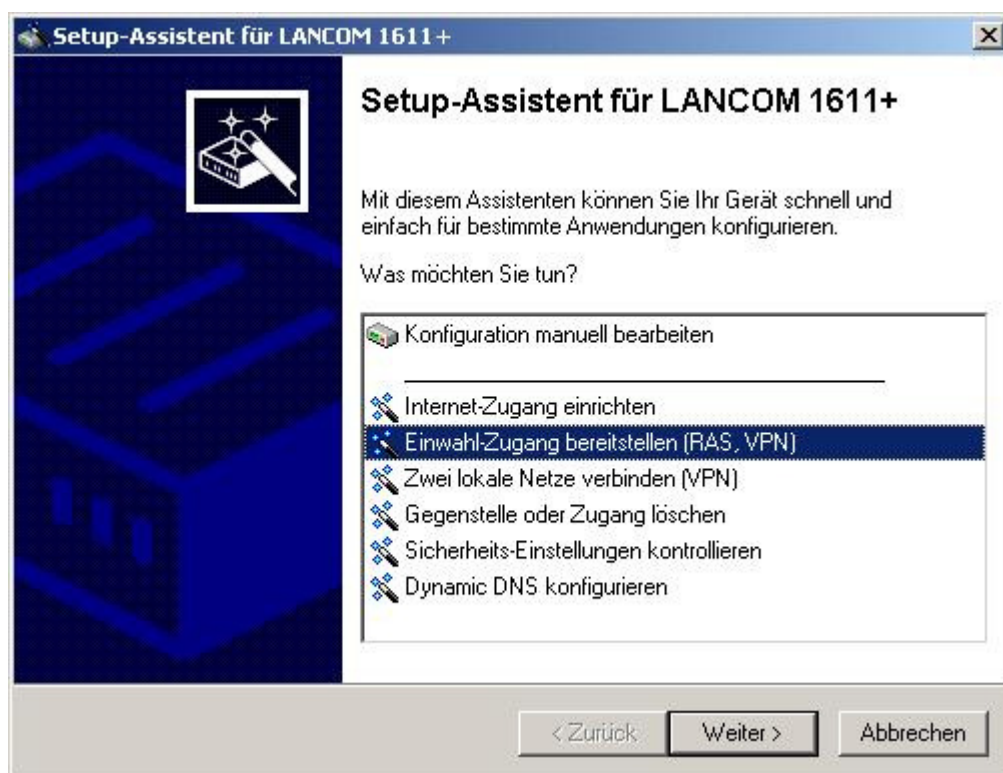 Setup-Assistent für LANCOM 1611+
Setup-Assistent für LANCOM 1611+
Mit diesem Assistenten können Sie Ihr Gerät schnell und
einfach für bestimmte Anwendungen konfigurieren.
Was möchten Sie tun?
Konfiguration manuell bearbeiten
Internet-Zugang einrichten
Einwahl-Zugang bereitstellen (RAS, VPN)
Zwei lokale Netze verbinden (VPN)
Gegenstelle oder Zugang löschen
Sicherheits-Einstellungen kontrollieren
Dynamic DNS konfigurieren
< Zurück
Weiter >
Abbrechen